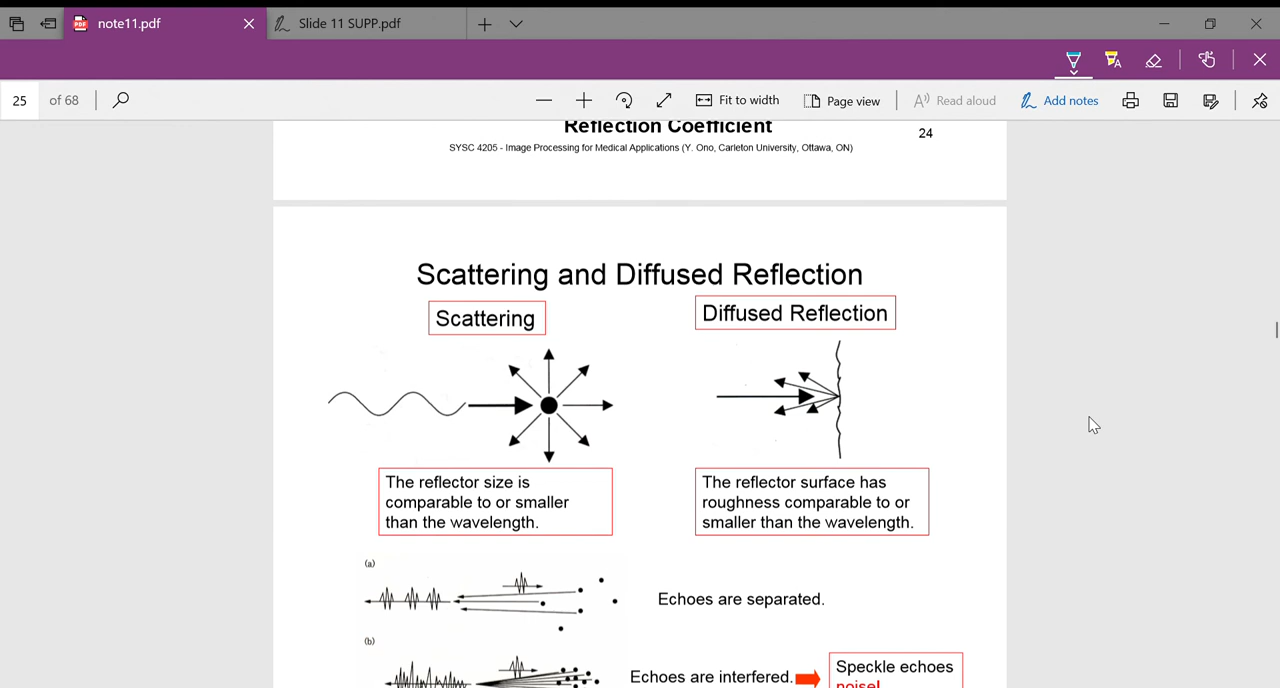 note11.pdf
Slide 11 SUPP.pdf
25 of 68
Fit to width
Page view
Read aloud
Add notes
Reflection Coefficient
24
SYSC 4205 - Image Processing for Medical Applications (Y. Ono, Carleton University, Ottawa, ON)
Scattering and Diffused Reflection
Scattering
Diffused Reflection
The reflector size is
comparable to or smaller
than the wavelength.
The reflector surface has
roughness comparable to or
smaller than the wavelength.
(a)
Echoes are separated.
(b)
Echoes are interfered.
Speckle echoes
noise!